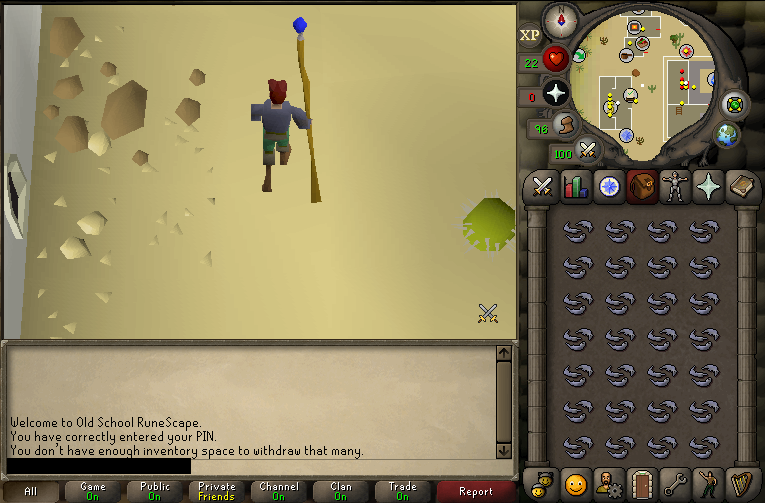 N
XP
22
0
96
100
Welcome to Old School RuneScape.
You have correctly entered your PIN.
You don't have enough inventory space to withdraw that many.
All
Game
On
Public
On
Private
Friends
Channel
On
Clan
On
Trade
On
Report